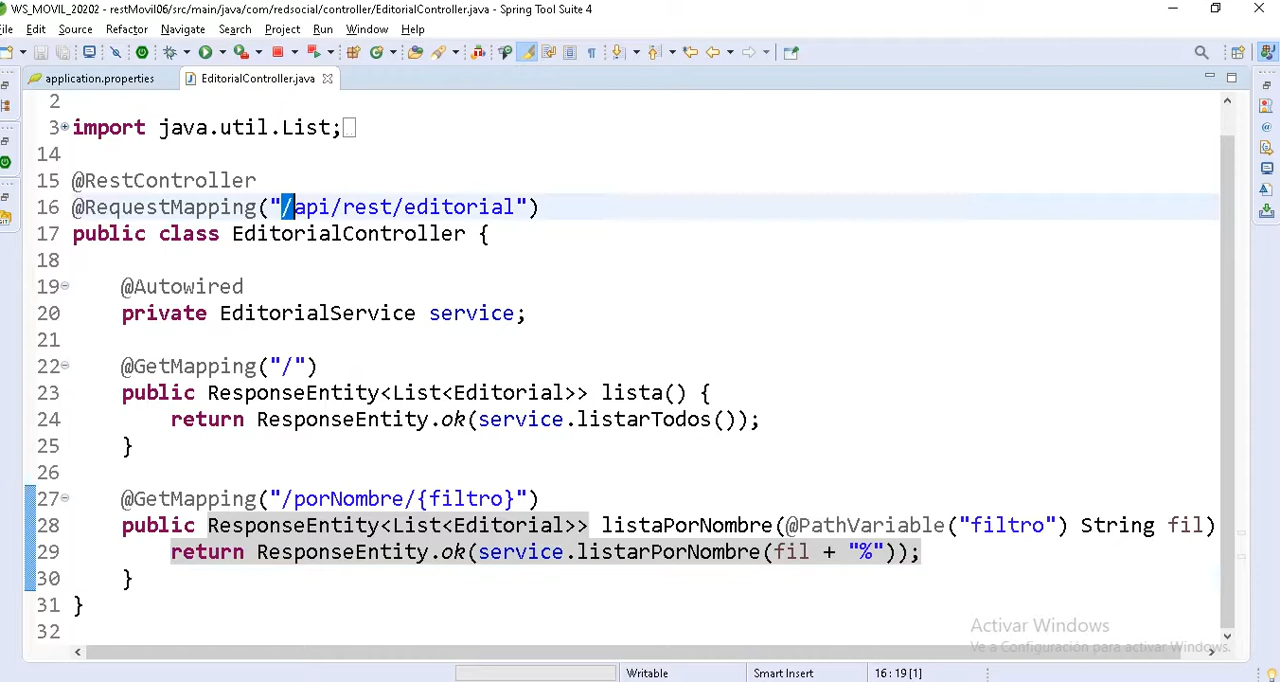 WS_MOVIL_20202 - restMovil06/src/main/java/com/redsocial/controller/EditorialController.java - Spring Tool Suite 4
ile Edit Source Refactor Navigate Search Project Run Window Help
application.properties EditorialController.java
2
3 import java.util.List;
14
15 @RestController
16 @RequestMapping("/api/rest/editorial")
17 public class EditorialController {
18
19 @Autowired
20 private EditorialService service;
21
22 @GetMapping("/")
23 public ResponseEntity<List<Editorial>> lista() {
24 return ResponseEntity.ok(service.listarTodos());
25 }
26
27 @GetMapping("/porNombre/{filtro}")
28 public ResponseEntity<List<Editorial>> listaPorNombre(@PathVariable("filtro") String fil)
29 return ResponseEntity.ok(service.listarPorNombre(fil + "%"));
30 }
31 }
32
Activar Windows
Ve a Configuración para activar Windows.
Writable Smart Insert 16 : 19 [1]